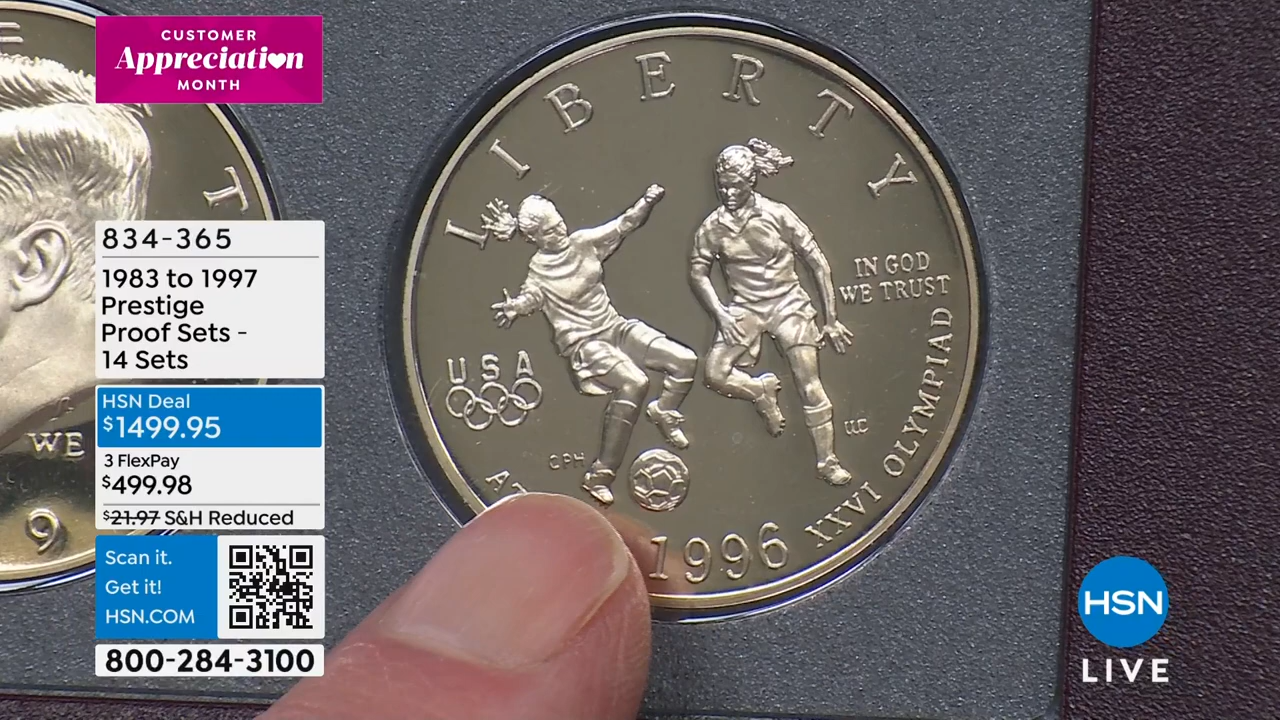 CUSTOMER
Appreciation
MONTH
834-365
1983 to 1997
Prestige
Proof Sets -
14 Sets
HSN Deal
$1499.95
3 FlexPay
$499.98
$21.97 S&H Reduced
Scan it.
Get it!
HSN.COM
800-284-3100
T
WE
9
LIBERTY
IN GOD
WE TRUST
USA
CPH
XXVI OLYMPIAD
1996
HSN
LIVE